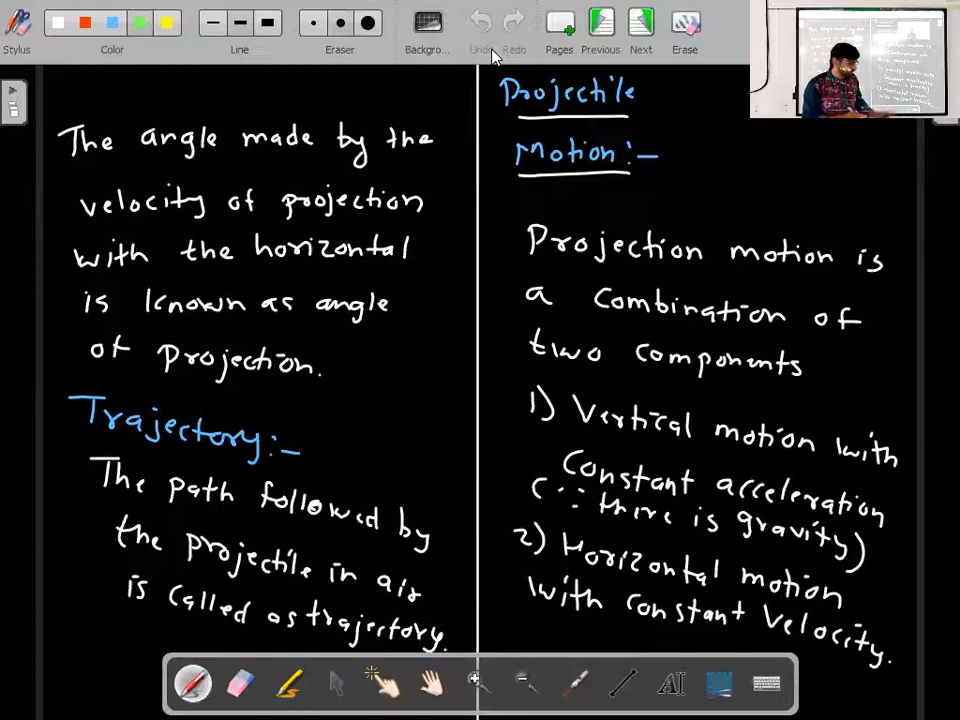 Stylus
Color
Line
Eraser
Backgro...
Undo
Redo
Pages
Previous
Next
Erase
The angle made by the
velocity of projection
with the horizontal
is known as angle
of Projection.
Trajectory:-
The path followed by
the projectile in air
is called as trajectory.
Projectile
Motion:-
Projection motion is
a Combination of
two components
1) Vertical motion with
Constant acceleration
(∵ there is gravity)
2) Horizontal motion
with constant Velocity.
AI